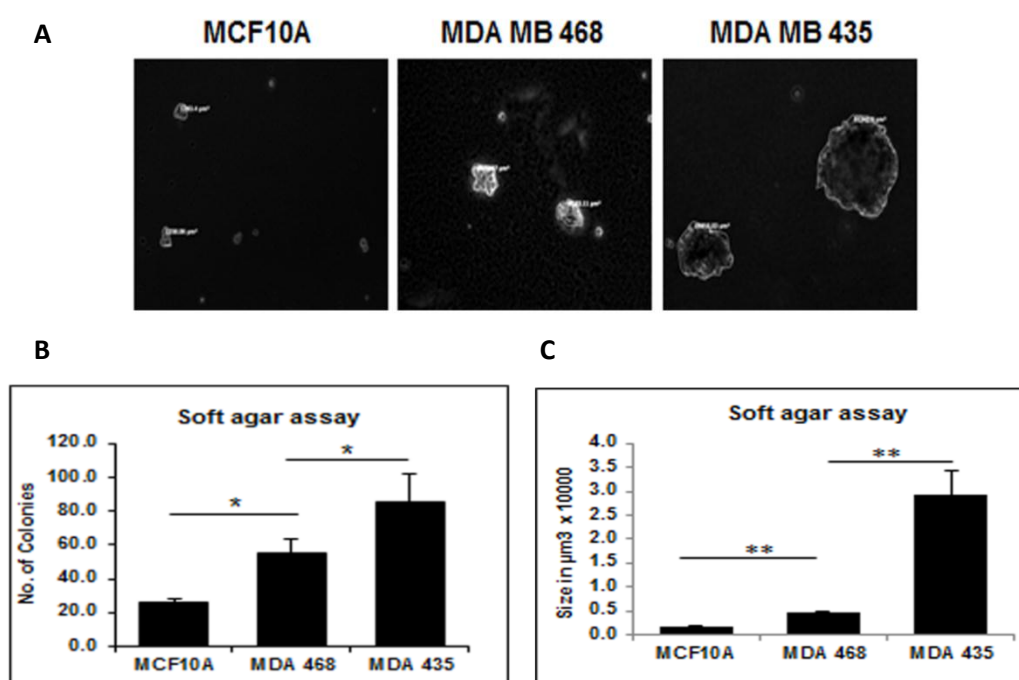 A
MCF10A
MDA MB 468
MDA MB 435
B
C
Soft agar assay
No. of Colonies
120.0
100.0
80.0
60.0
40.0
20.0
0.0
*
*
MCF10A
MDA 468
MDA 435
Soft agar assay
Size in µm3 x 10000
4.0
3.5
3.0
2.5
2.0
1.5
1.0
0.5
0.0
**
**
MCF10A
MDA 468
MDA 435